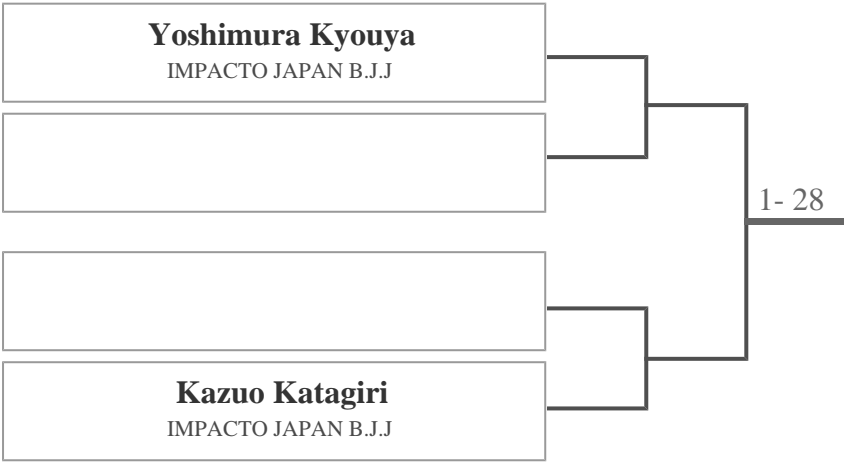 Yoshimura Kyouya
IMPACTO JAPAN B.J.J
1- 28
Kazuo Katagiri
IMPACTO JAPAN B.J.J